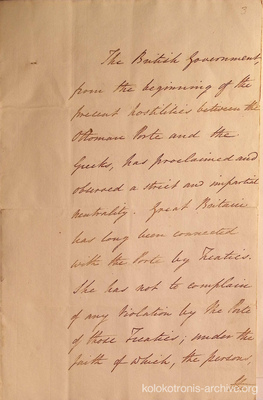 3
The British Government,
from the beginning of the
present hostilities between the
Ottoman Porte and the
Greeks, has proclaimed and
observed a strict and impartial
neutrality. Great Britain
has long been connected
with the Porte by Treaties.
She has not to complain
of any Violation by the Porte
of those Treaties; under the
faith of which, the persons,
kolokotronis-archive.org